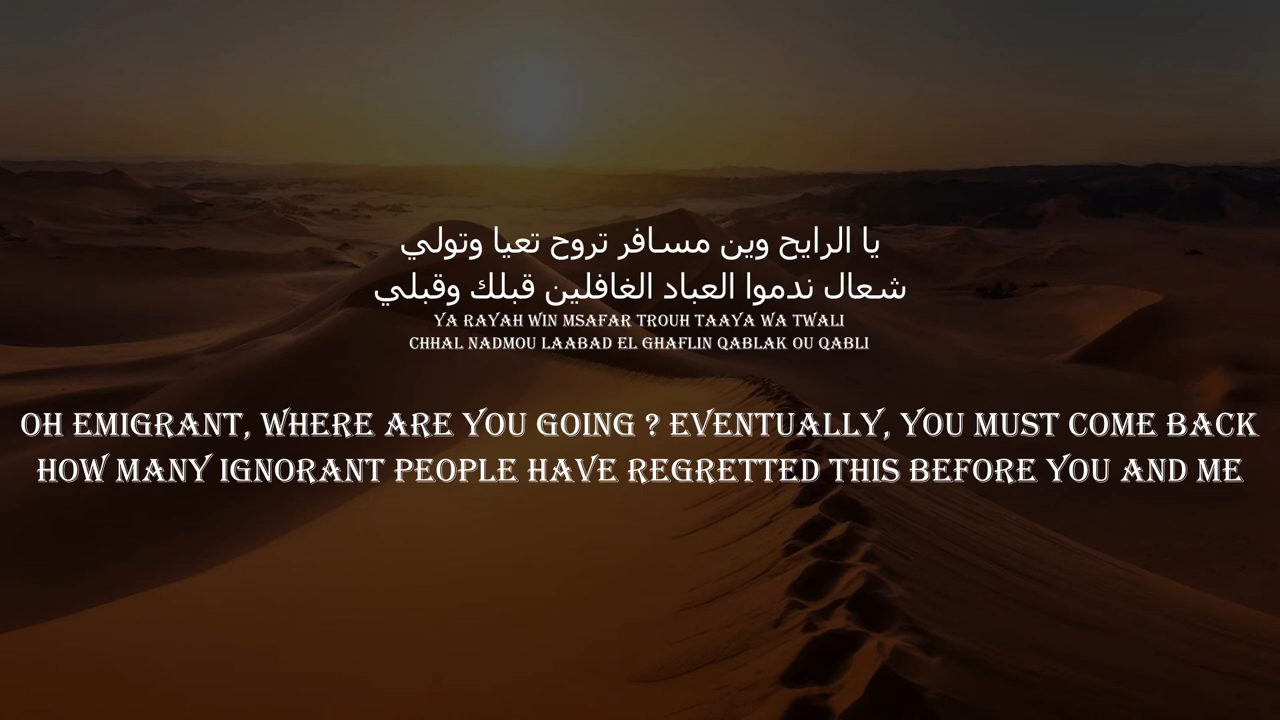 يا الرايح وين مسافر تروح تعيا وتولي
شعال ندموا العباد الغافلين قبلك وقبلي
YA RAYAH WIN MSAFAR TROUH TAAYA WA TWALI
CHHAL NADMOU LAABAD EL GHAFLIN QABLAK OU QABLI
OH EMIGRANT, WHERE ARE YOU GOING ? EVENTUALLY, YOU MUST COME BACK
HOW MANY IGNORANT PEOPLE HAVE REGRETTED THIS BEFORE YOU AND ME